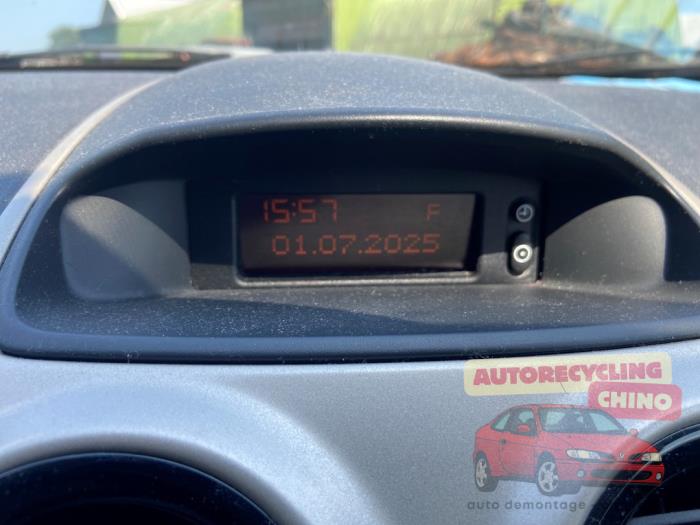 15:57 F
01.07.2025
AUTORECYCLING
CHINO
auto demontage